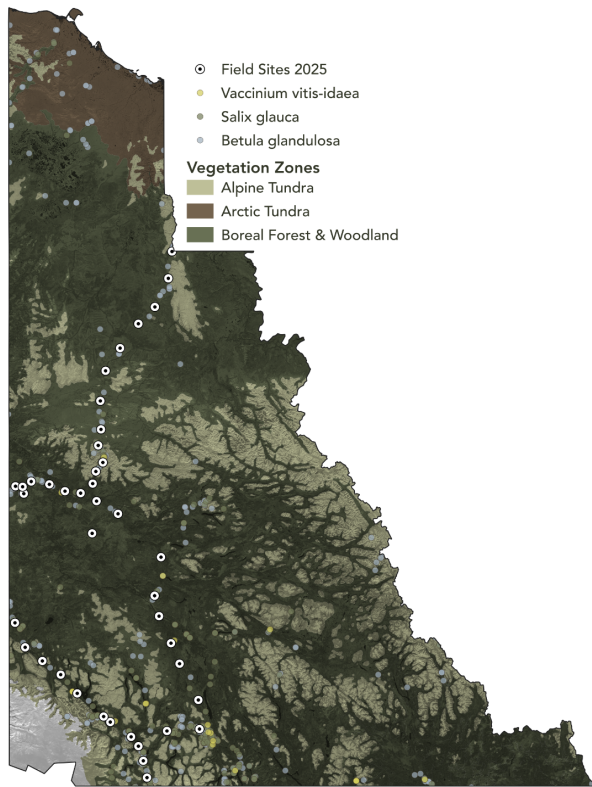 Field Sites 2025
Vaccinium vitis-idaea
Salix glauca
Betula glandulosa
Vegetation Zones
Alpine Tundra
Arctic Tundra
Boreal Forest & Woodland